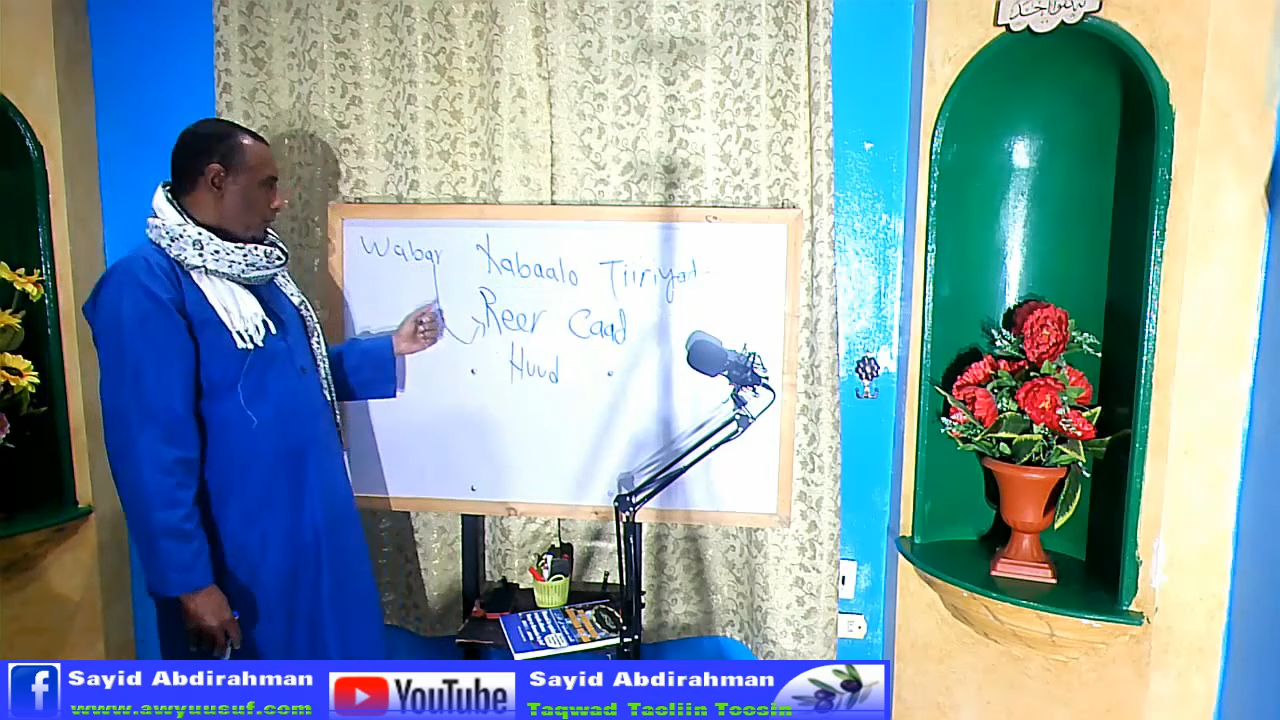 Wabar Xabaalo Tiiriyad
Reer Caad
Huud
Sayid Abdirahman
www.awyuusuf.com
YouTube
Sayid Abdirahman
Taqwad Taoliin Toosin